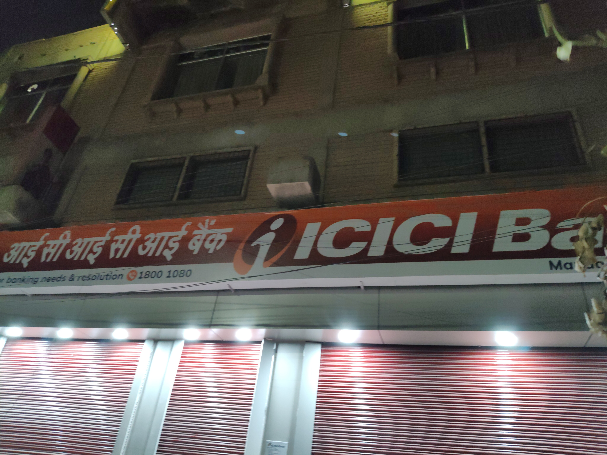 आई सी आई सी आई बैंक ICICI Ba
banking needs & resolution 1800 1080